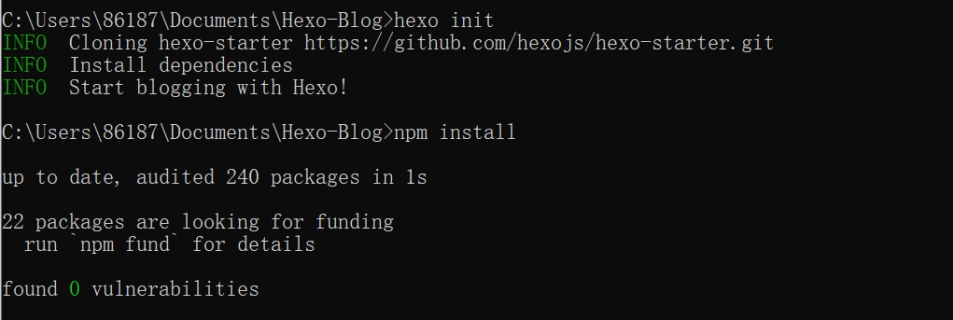 C:\Users\86187\Documents\Hexo-Blog>hexo init
INFO  Cloning hexo-starter https://github.com/hexojs/hexo-starter.git
INFO  Install dependencies
INFO  Start blogging with Hexo!
C:\Users\86187\Documents\Hexo-Blog>npm install
up to date, audited 240 packages in 1s
22 packages are looking for funding
  run `npm fund` for details
found 0 vulnerabilities